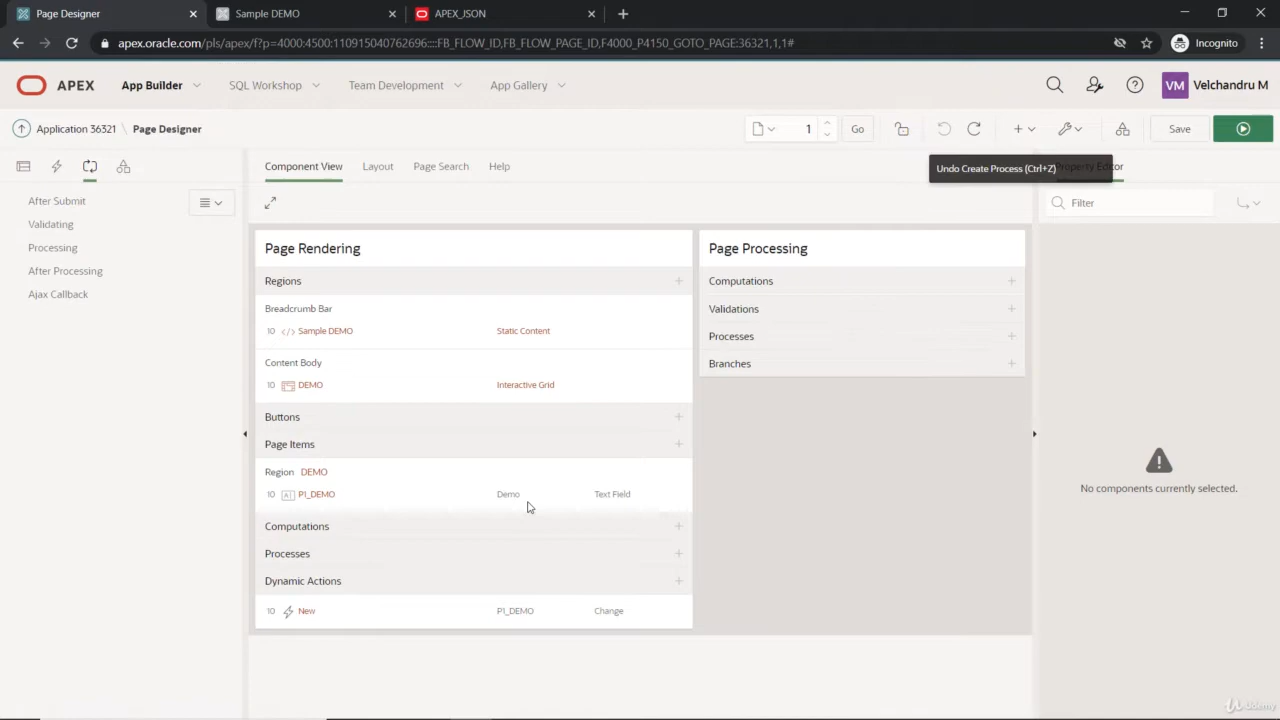 Page Designer
Sample DEMO
APEX_JSON
apex.oracle.com/pls/apex/f?p=4000:4500:110915040762696::::FB_FLOW_ID,FB_FLOW_PAGE_ID,F4000_P4150_GOTO_PAGE:36321,1,1#
Incognito
APEX
App Builder
SQL Workshop
Team Development
App Gallery
VM
Velchandru M
Application 36321 \ Page Designer
1
Go
Save
Component View
Layout
Page Search
Help
Undo Create Process (Ctrl+Z)
Property Editor
After Submit
Validating
Processing
After Processing
Ajax Callback
Filter
Page Rendering
Regions
Breadcrumb Bar
10 </> Sample DEMO Static Content
Content Body
10 DEMO Interactive Grid
Buttons
Page Items
Region DEMO
10 P1_DEMO Demo Text Field
Computations
Processes
Dynamic Actions
10 New P1_DEMO Change
Page Processing
Computations
Validations
Processes
Branches
No components currently selected.
Udemy